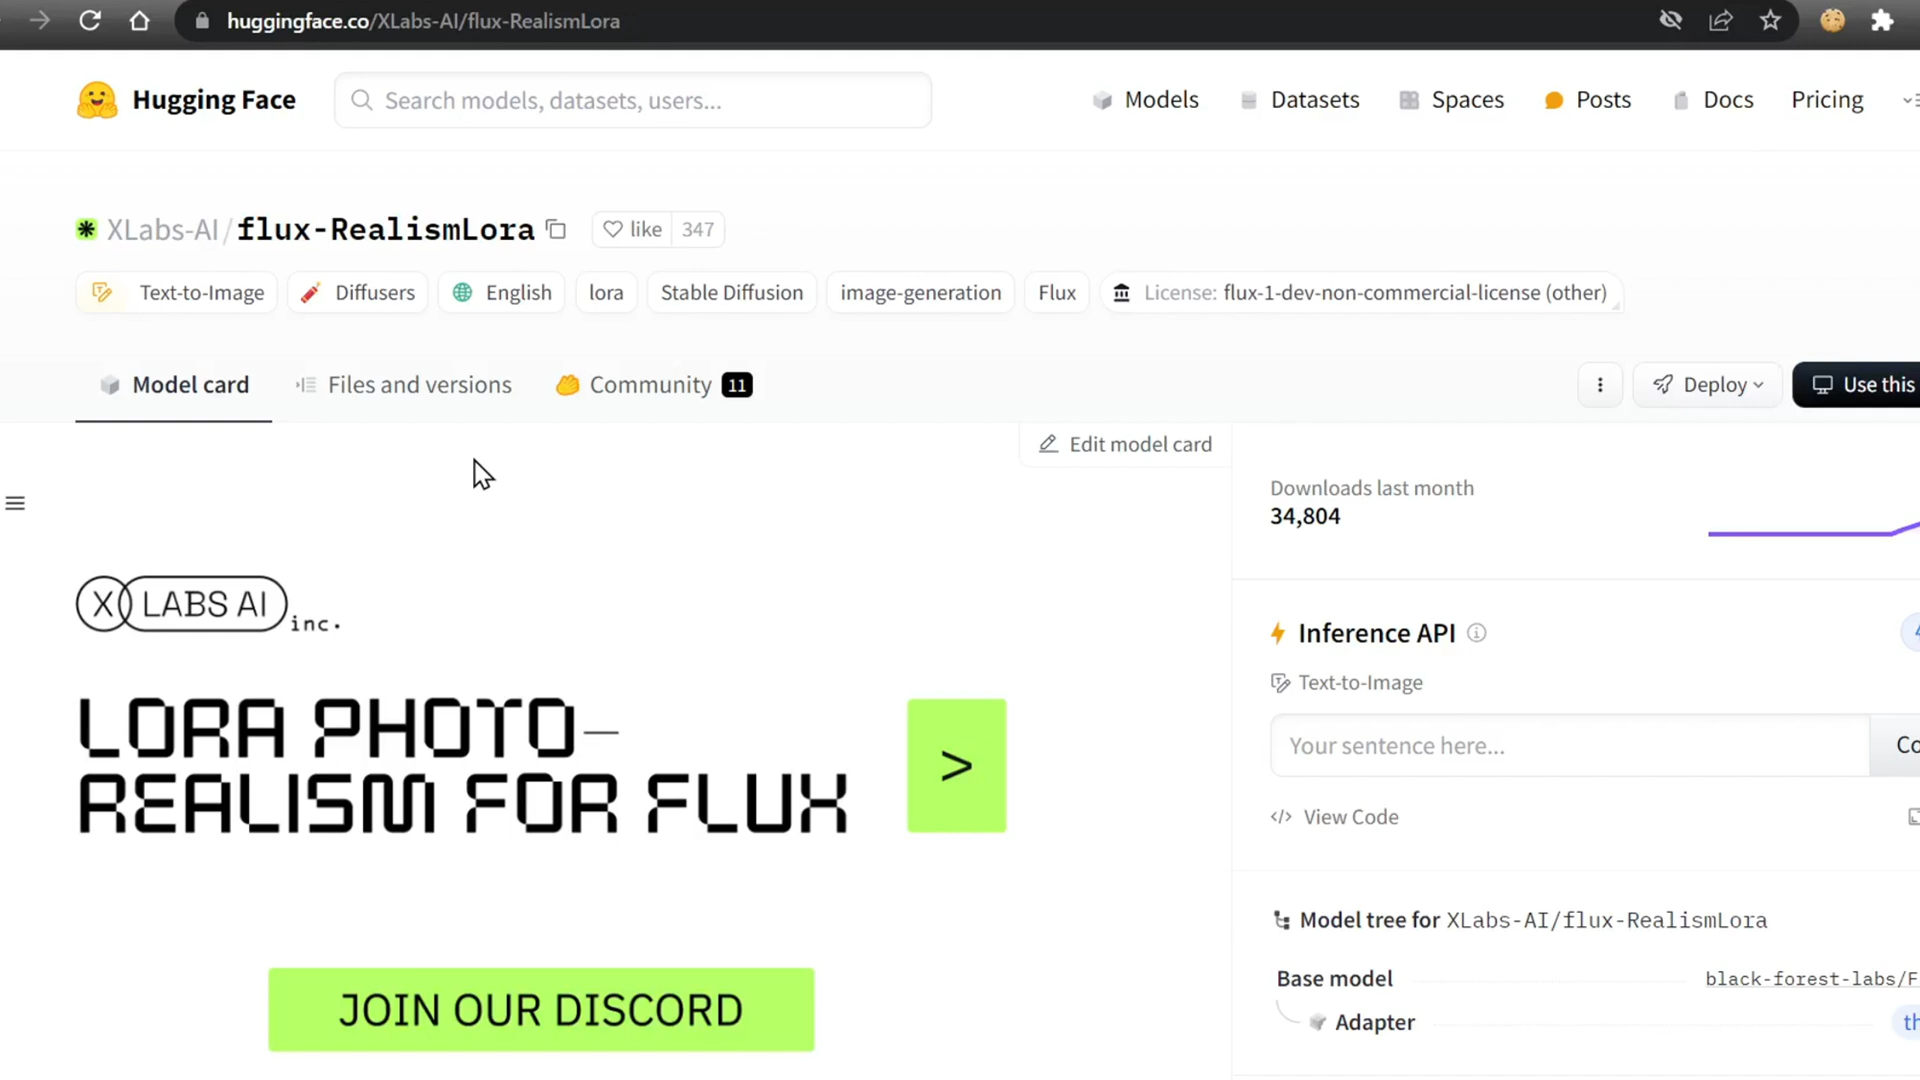 huggingface.co/XLabs-AI/flux-RealismLora
Hugging Face
Search models, datasets, users...
Models
Datasets
Spaces
Posts
Docs
Pricing
XLabs-AI/flux-RealismLora
like 347
Text-to-Image
Diffusers
English
lora
Stable Diffusion
image-generation
Flux
License: flux-1-dev-non-commercial-license (other)
Model card
Files and versions
Community 11
Deploy
Use this
Edit model card
Downloads last month
34,804
X LABS AI inc.
LORA PHOTO-
REALISM FOR FLUX
>
JOIN OUR DISCORD
Inference API
Text-to-Image
Your sentence here...
</> View Code
Model tree for XLabs-AI/flux-RealismLora
Base model
black-forest-labs/F
Adapter